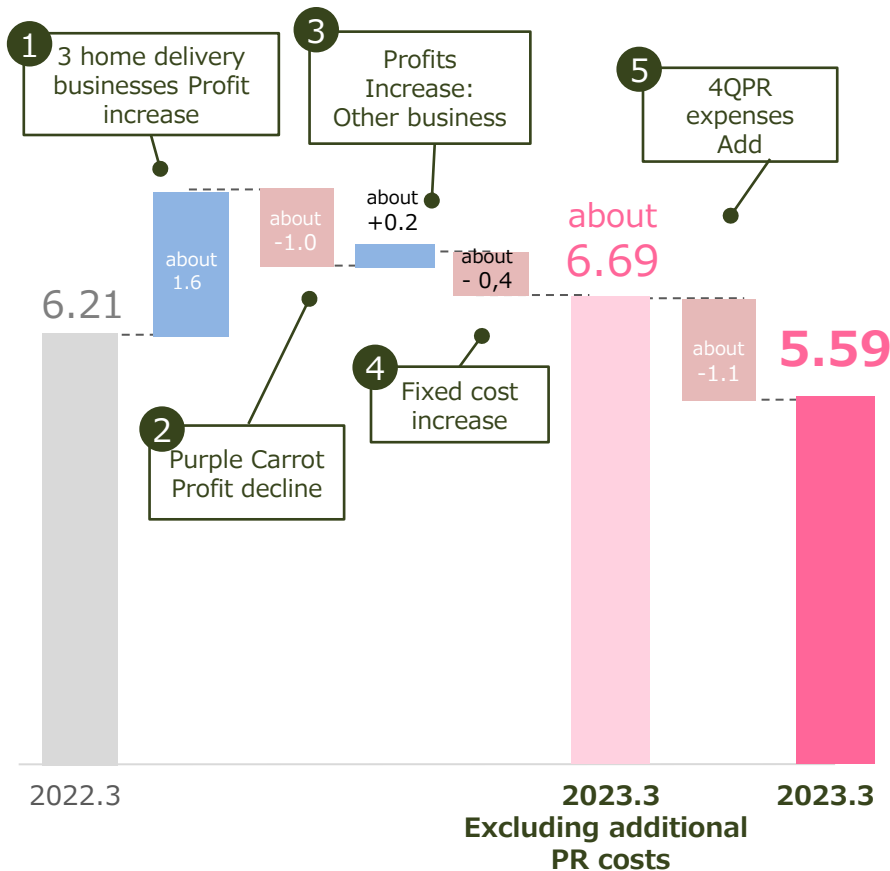 1
3 home delivery
businesses Profit
increase
3
Profits
Increase:
Other business
5
4QPR
expenses
Add
6.21
about
1.6
about
-1.0
about
+0.2
about
- 0,4
about
6.69
about
-1.1
5.59
2
Purple Carrot
Profit decline
4
Fixed cost
increase
2022.3
2023.3
Excluding additional
PR costs
2023.3